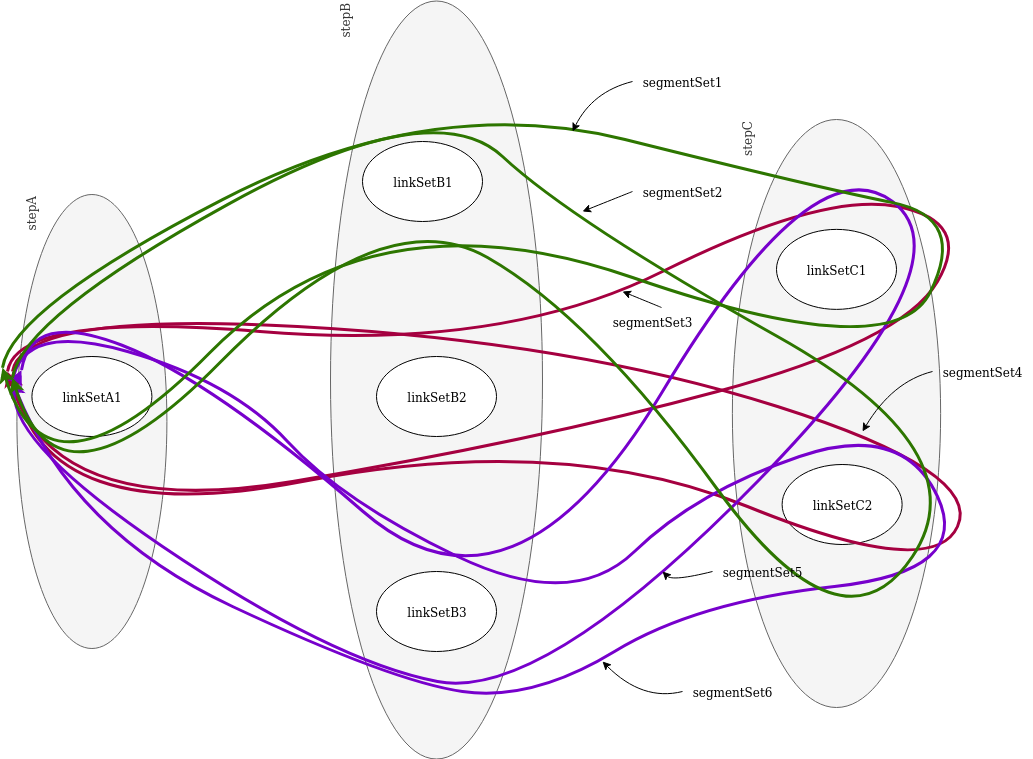 stepB
segmentSet1
stepC
linkSetB1
segmentSet2
stepA
linkSetC1
segmentSet3
segmentSet4
linkSetA1
linkSetB2
linkSetC2
segmentSet5
linkSetB3
segmentSet6